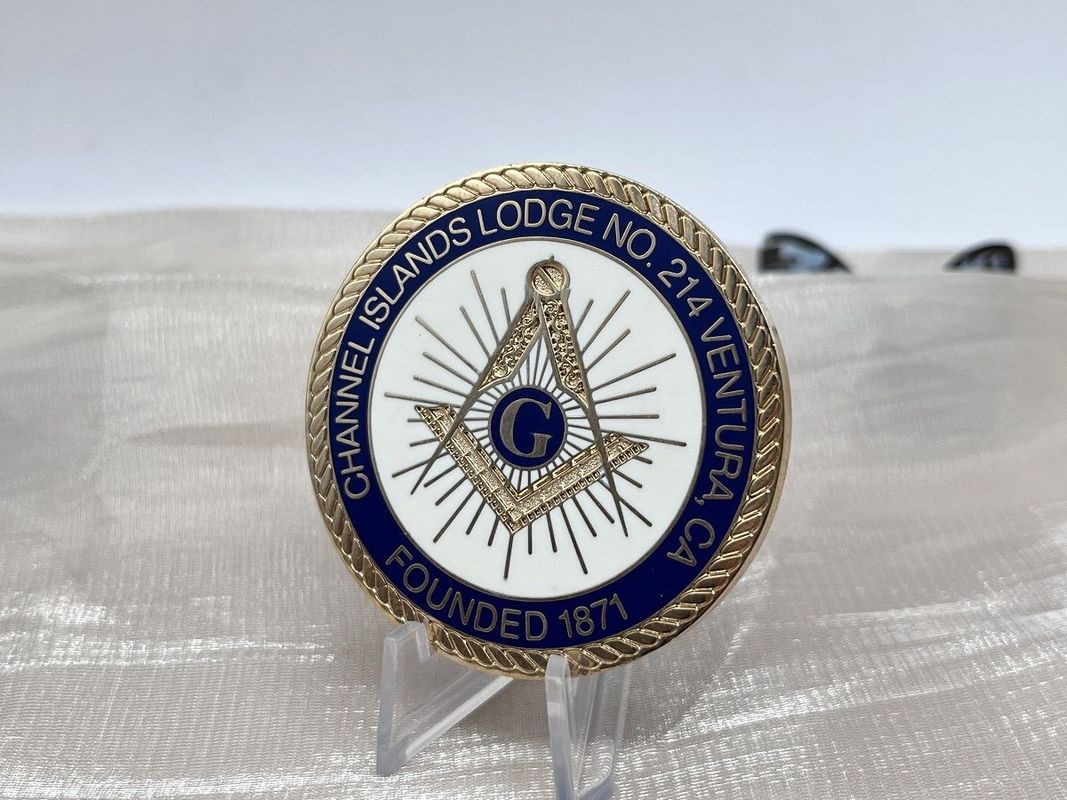 CHANNEL ISLANDS LODGE NO. 214 VENTURA, CA
G
FOUNDED 1871